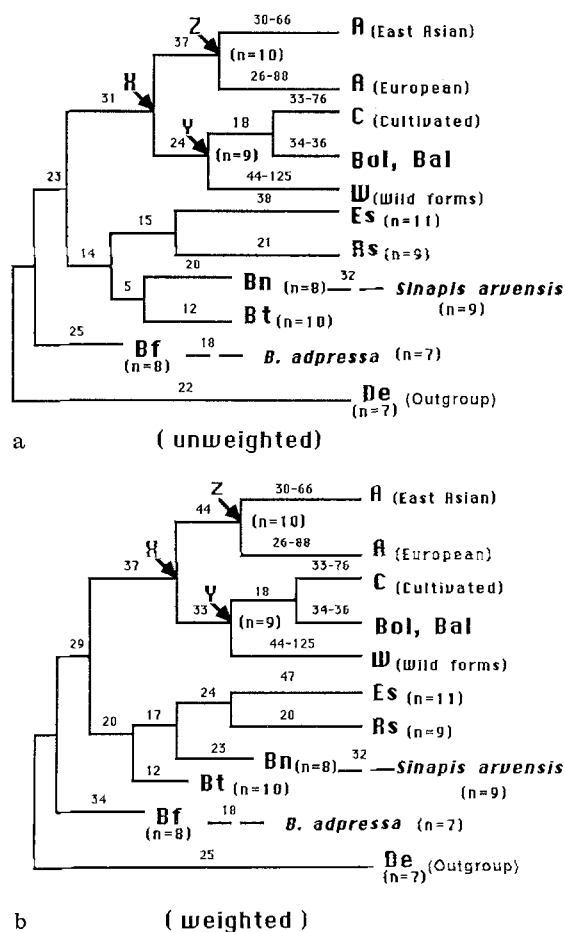 Z 30-66 A (East Asian)
37 (n=10)
26-88 A (European)
X 33-76
31 18 C (Cultivated)
Y
24 (n=9) 34-36 Bol, Bal
44-125 W (Wild forms)
23 38
15 Es (n=11)
14 21 Rs (n=9)
20 32
5 Bn (n=8) Sinapis arvensis
(n=9)
12 Bt (n=10)
25 Bf 18
(n=8) B. adpressa (n=7)
22 De (Outgroup)
(n=7)
a (unweighted)
Z 30-66 A (East Asian)
44 (n=10)
26-88 A (European)
X 33-76
37 18 C (Cultivated)
Y 34-36
33 (n=9) Bol, Bal
44-125 W (Wild forms)
29 47
24 Es (n=11)
20 17 20 Rs (n=9)
23 Bn (n=8) 32 Sinapis arvensis
12 Bt (n=10) (n=9)
34 Bf 18
(n=8) B. adpressa (n=7)
25 De (Outgroup)
(n=7)
b (weighted)